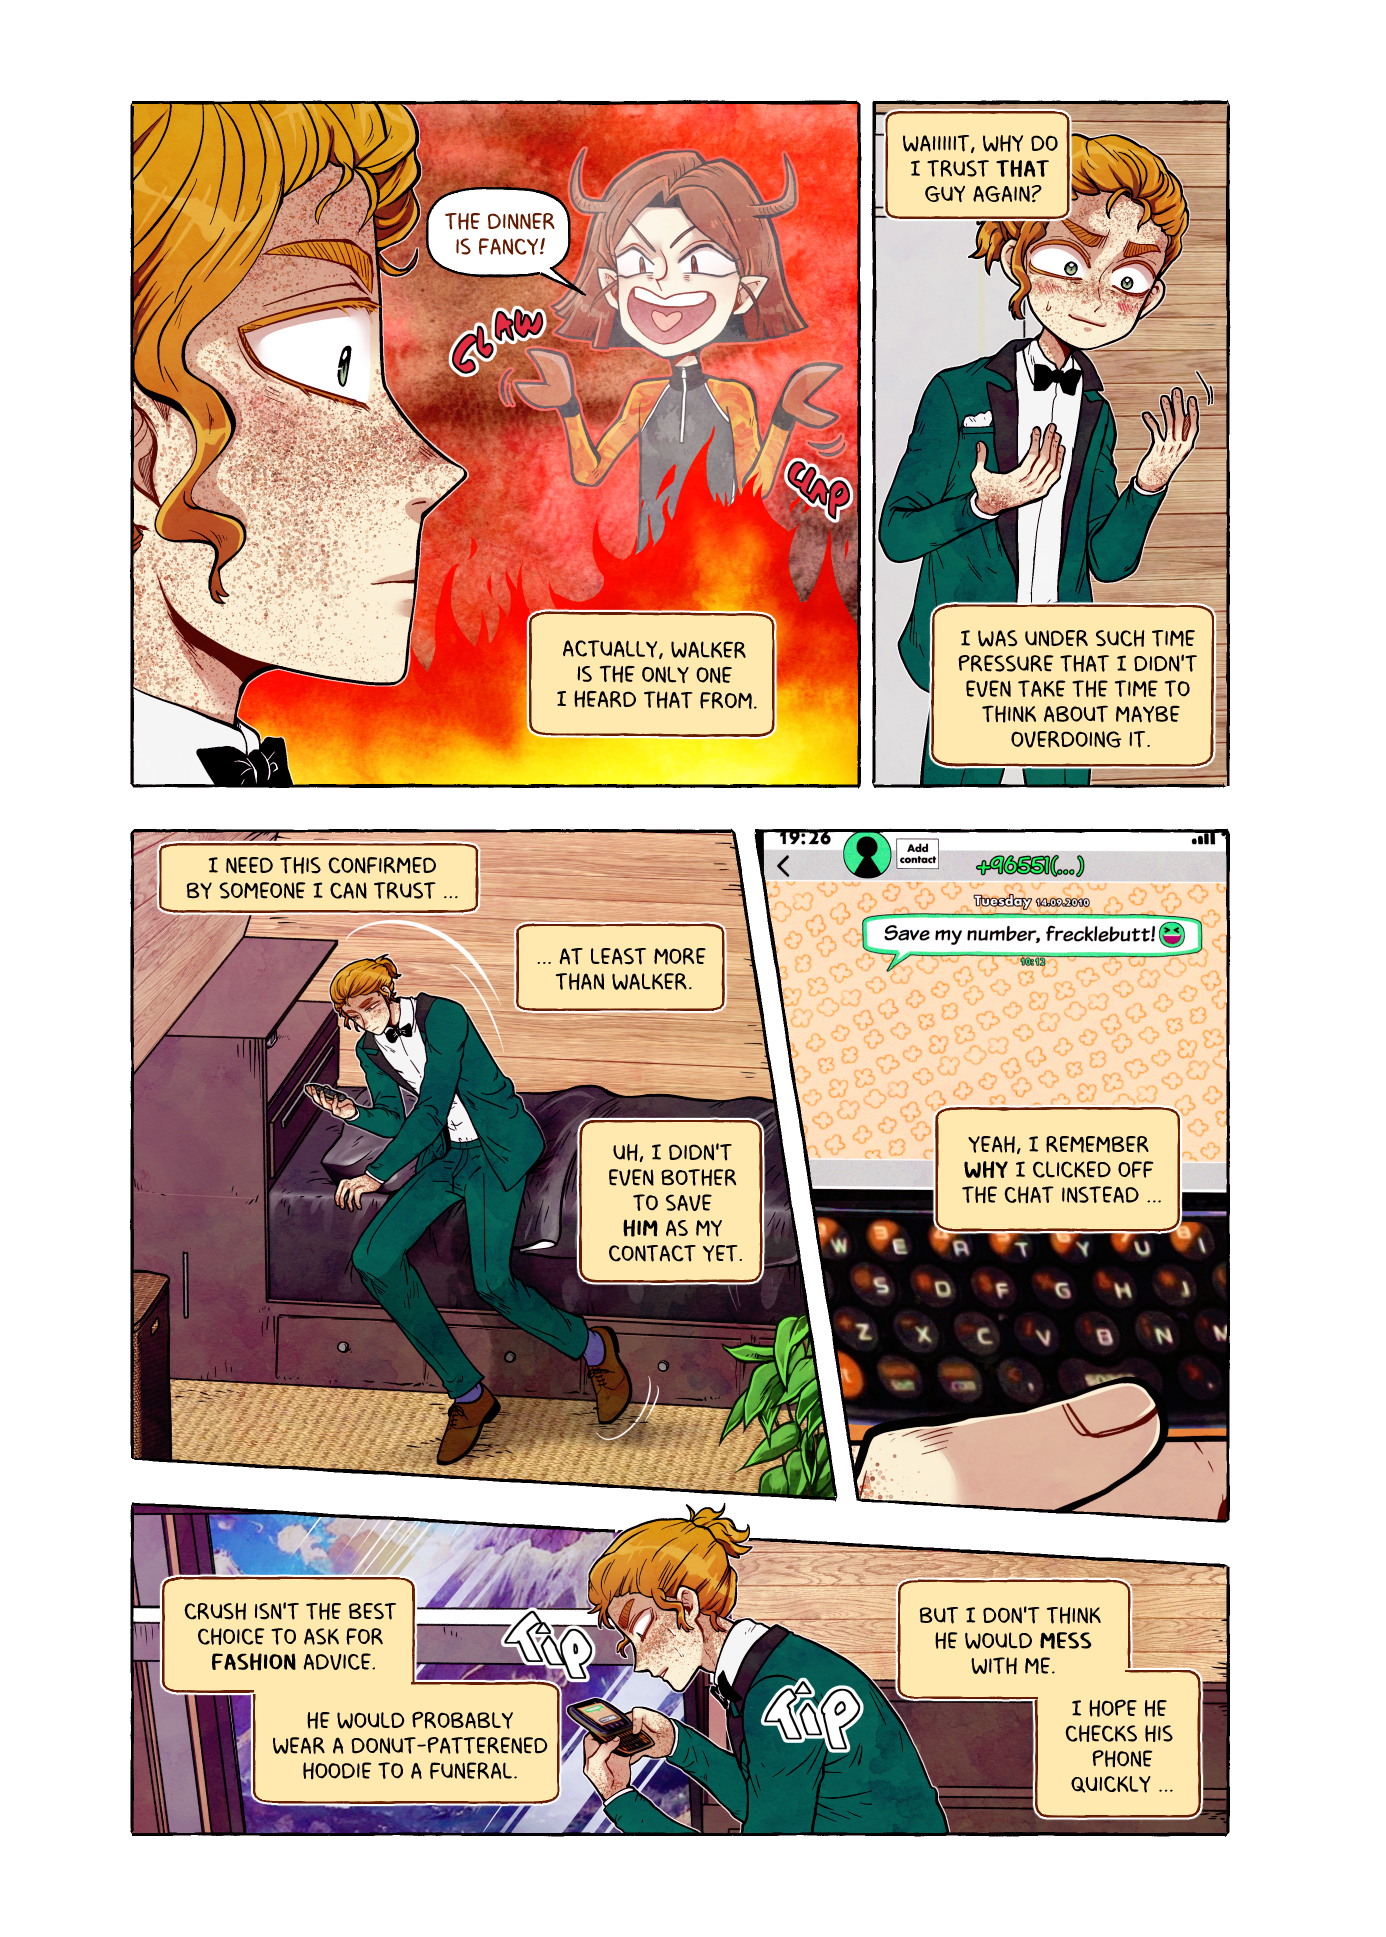 THE DINNER
IS FANCY!
CLAW
CLAP
ACTUALLY, WALKER
IS THE ONLY ONE
I HEARD THAT FROM.
WAIIIIIT, WHY DO
I TRUST THAT
GUY AGAIN?
I WAS UNDER SUCH TIME
PRESSURE THAT I DIDN'T
EVEN TAKE THE TIME TO
THINK ABOUT MAYBE
OVERDOING IT.
I NEED THIS CONFIRMED
BY SOMEONE I CAN TRUST ...
... AT LEAST MORE
THAN WALKER.
UH, I DIDN'T
EVEN BOTHER
TO SAVE
HIM AS MY
CONTACT YET.
19:26
Add
contact
+96551(...)
Tuesday 14.09.2010
Save my number, frecklebutt!
10:12
YEAH, I REMEMBER
WHY I CLICKED OFF
THE CHAT INSTEAD ...
W E R T Y U I
S D F G H J
Z X C V B N M
CRUSH ISN'T THE BEST
CHOICE TO ASK FOR
FASHION ADVICE.
HE WOULD PROBABLY
WEAR A DONUT-PATTERENED
HOODIE TO A FUNERAL.
TIP
TIP
BUT I DON'T THINK
HE WOULD MESS
WITH ME.
I HOPE HE
CHECKS HIS
PHONE
QUICKLY ...